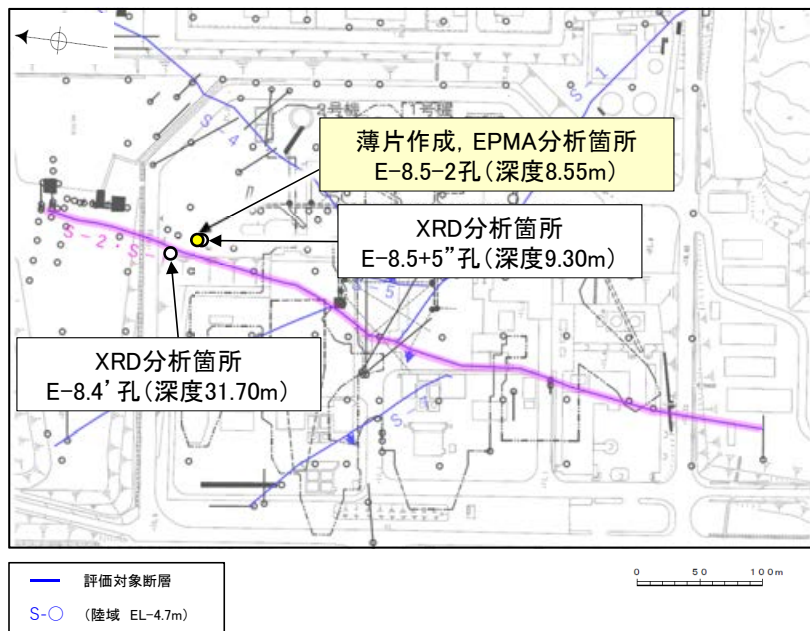 S-1
2号機
1号機
S-4
薄片作成, EPMA分析箇所
E-8.5-2孔(深度8.55m)
XRD分析箇所
E-8.5+5”孔(深度9.30m)
S-2・S-
S-5
XRD分析箇所
E-8.4’孔(深度31.70m)
0 50 100m
評価対象断層
S-○ (陸域 EL-4.7m)